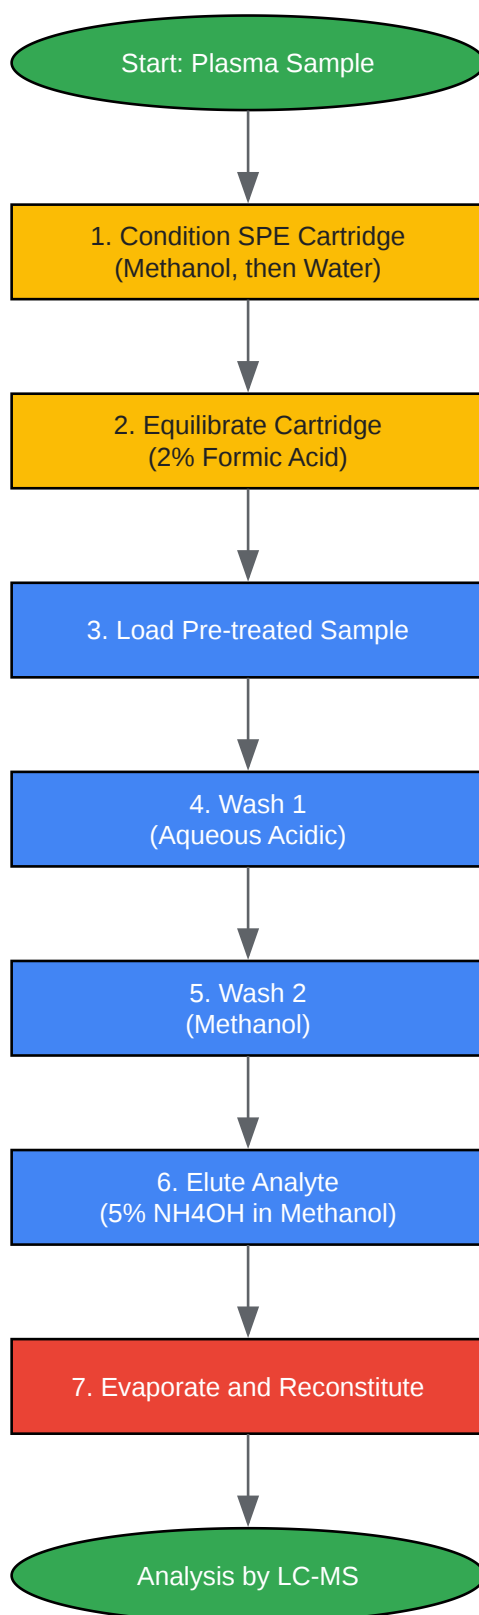 Start: Plasma Sample
1. Condition SPE Cartridge
(Methanol, then Water)
2. Equilibrate Cartridge
(2% Formic Acid)
3. Load Pre-treated Sample
4. Wash 1
(Aqueous Acidic)
5. Wash 2
(Methanol)
6. Elute Analyte
(5% NH4OH in Methanol)
7. Evaporate and Reconstitute
Analysis by LC-MS